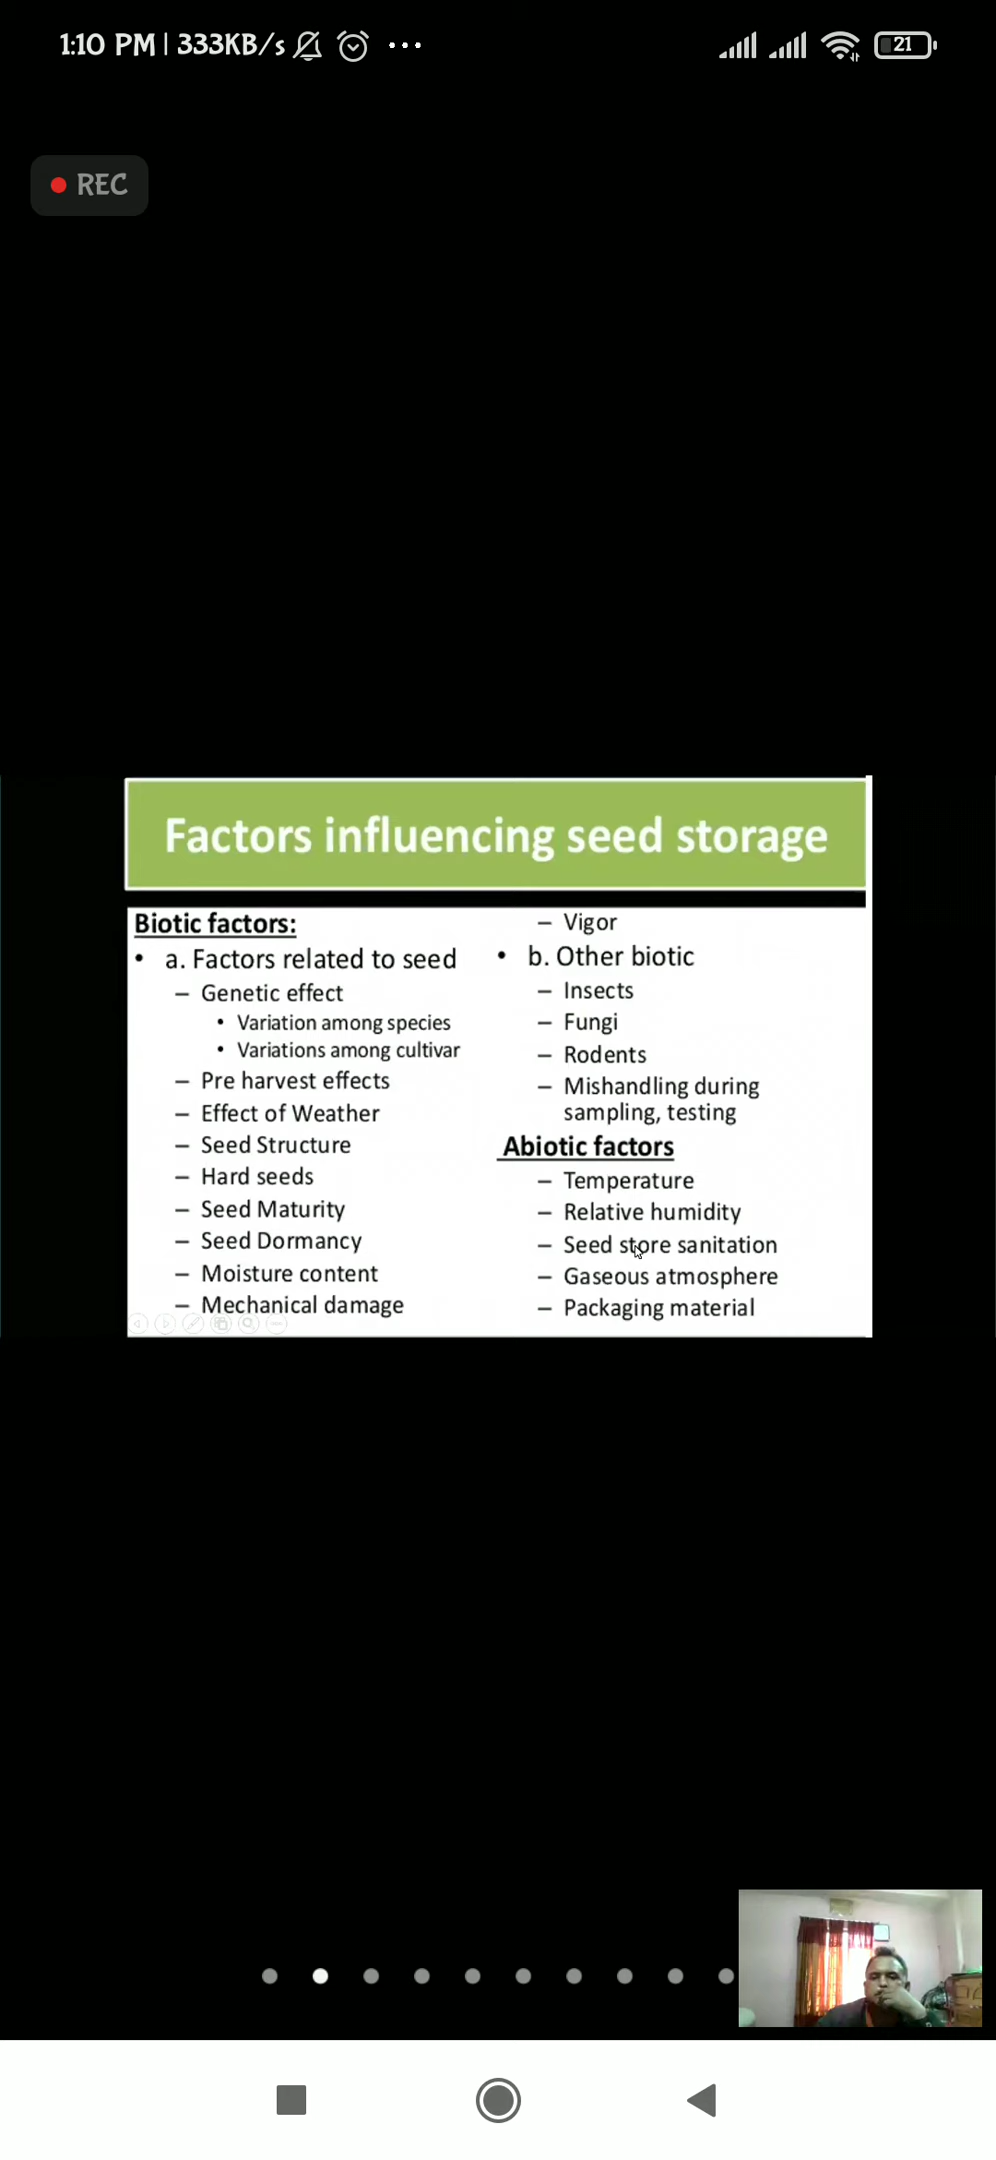 1:10 PM | 333KB/s ... 21
REC
Factors influencing seed storage
Biotic factors:
• a. Factors related to seed
– Genetic effect
• Variation among species
• Variations among cultivar
– Pre harvest effects
– Effect of Weather
– Seed Structure
– Hard seeds
– Seed Maturity
– Seed Dormancy
– Moisture content
– Mechanical damage
– Vigor
• b. Other biotic
– Insects
– Fungi
– Rodents
– Mishandling during
sampling, testing
Abiotic factors
– Temperature
– Relative humidity
– Seed store sanitation
– Gaseous atmosphere
– Packaging material